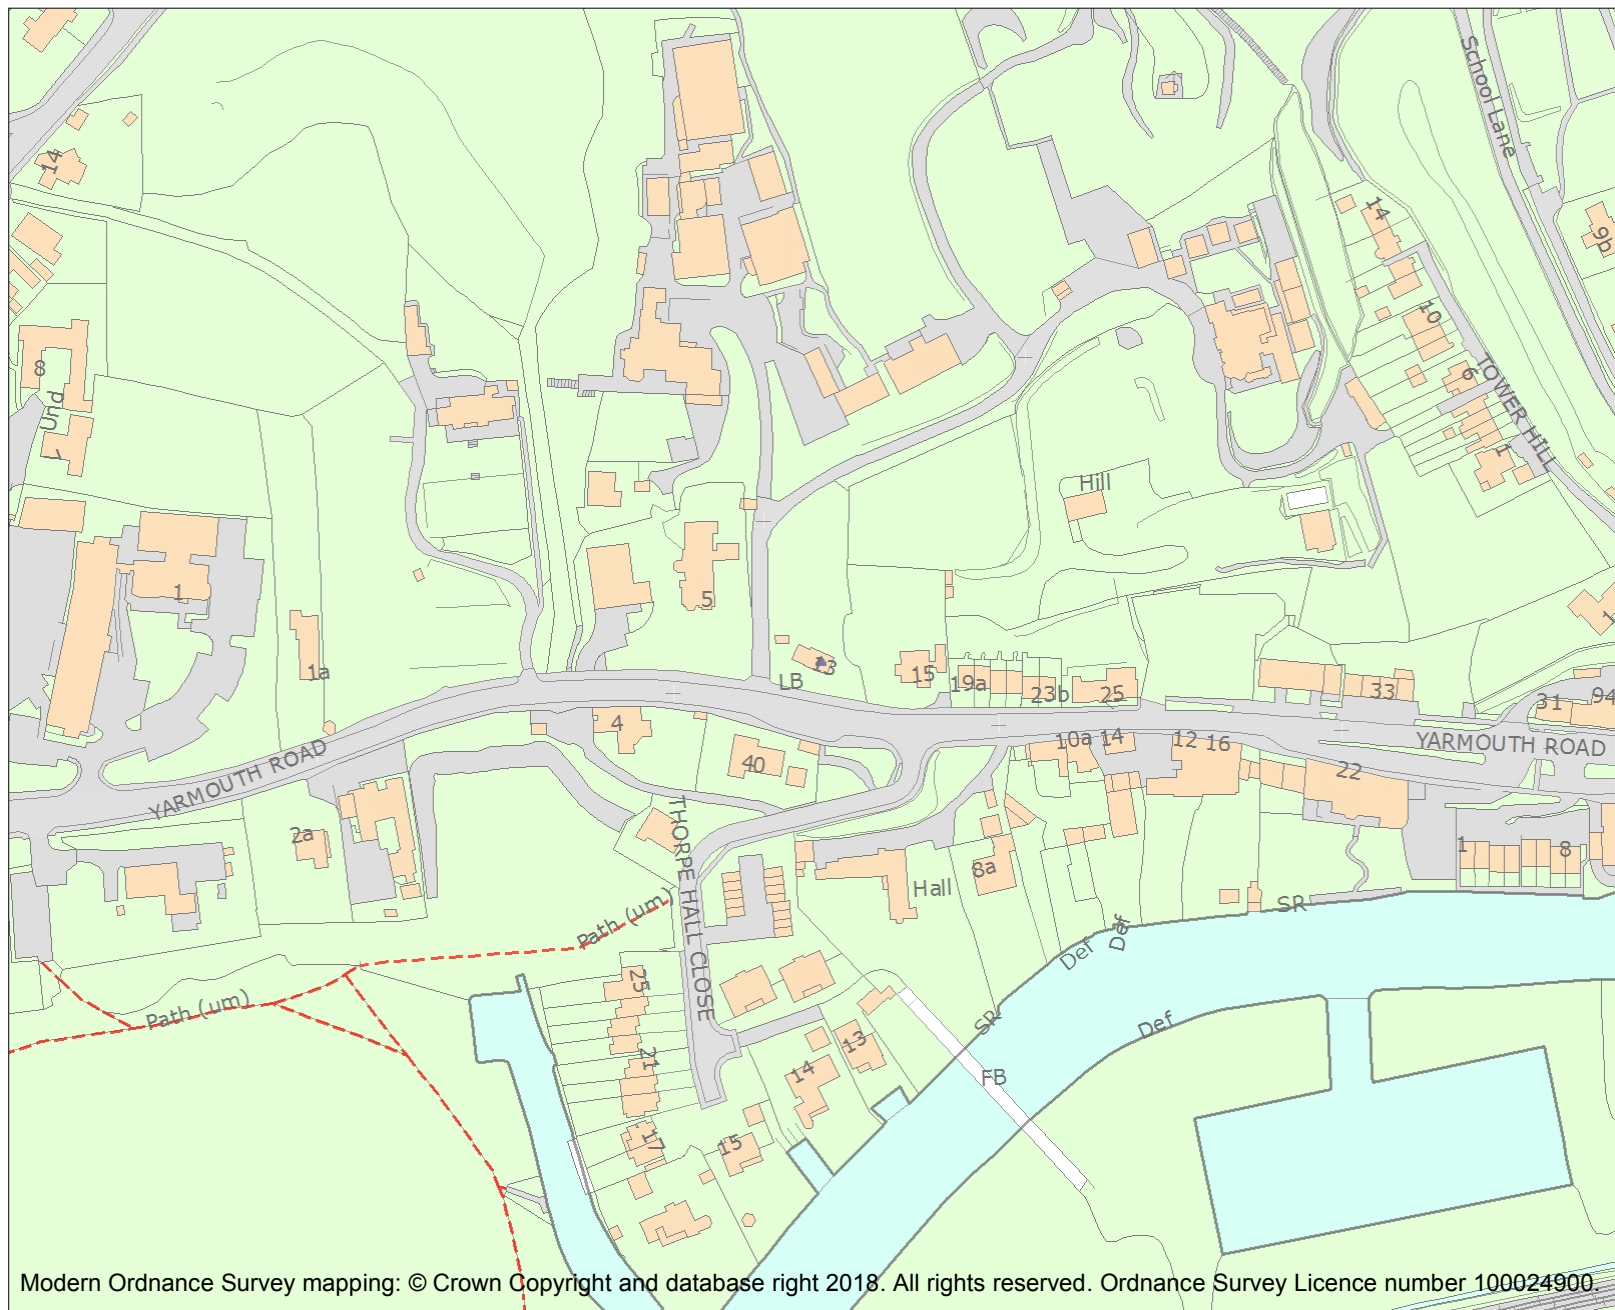 School Lane
14
14
9b
10
8
6
TOWER HILL
Und
1
Hill
1
5
1
1a
13
LB
15
19a
23b
25
33
31
94
4
YARMOUTH ROAD
10a
14
12
16
YARMOUTH ROAD
40
22
THORPE HALL CLOSE
2a
1
8
8a
Hall
SR
Path (um)
Def
Def
25
Path (um)
SR
Def
13
21
14
FB
17
15
Modern Ordnance Survey mapping: © Crown Copyright and database right 2018. All rights reserved. Ordnance Survey Licence number 100024900.